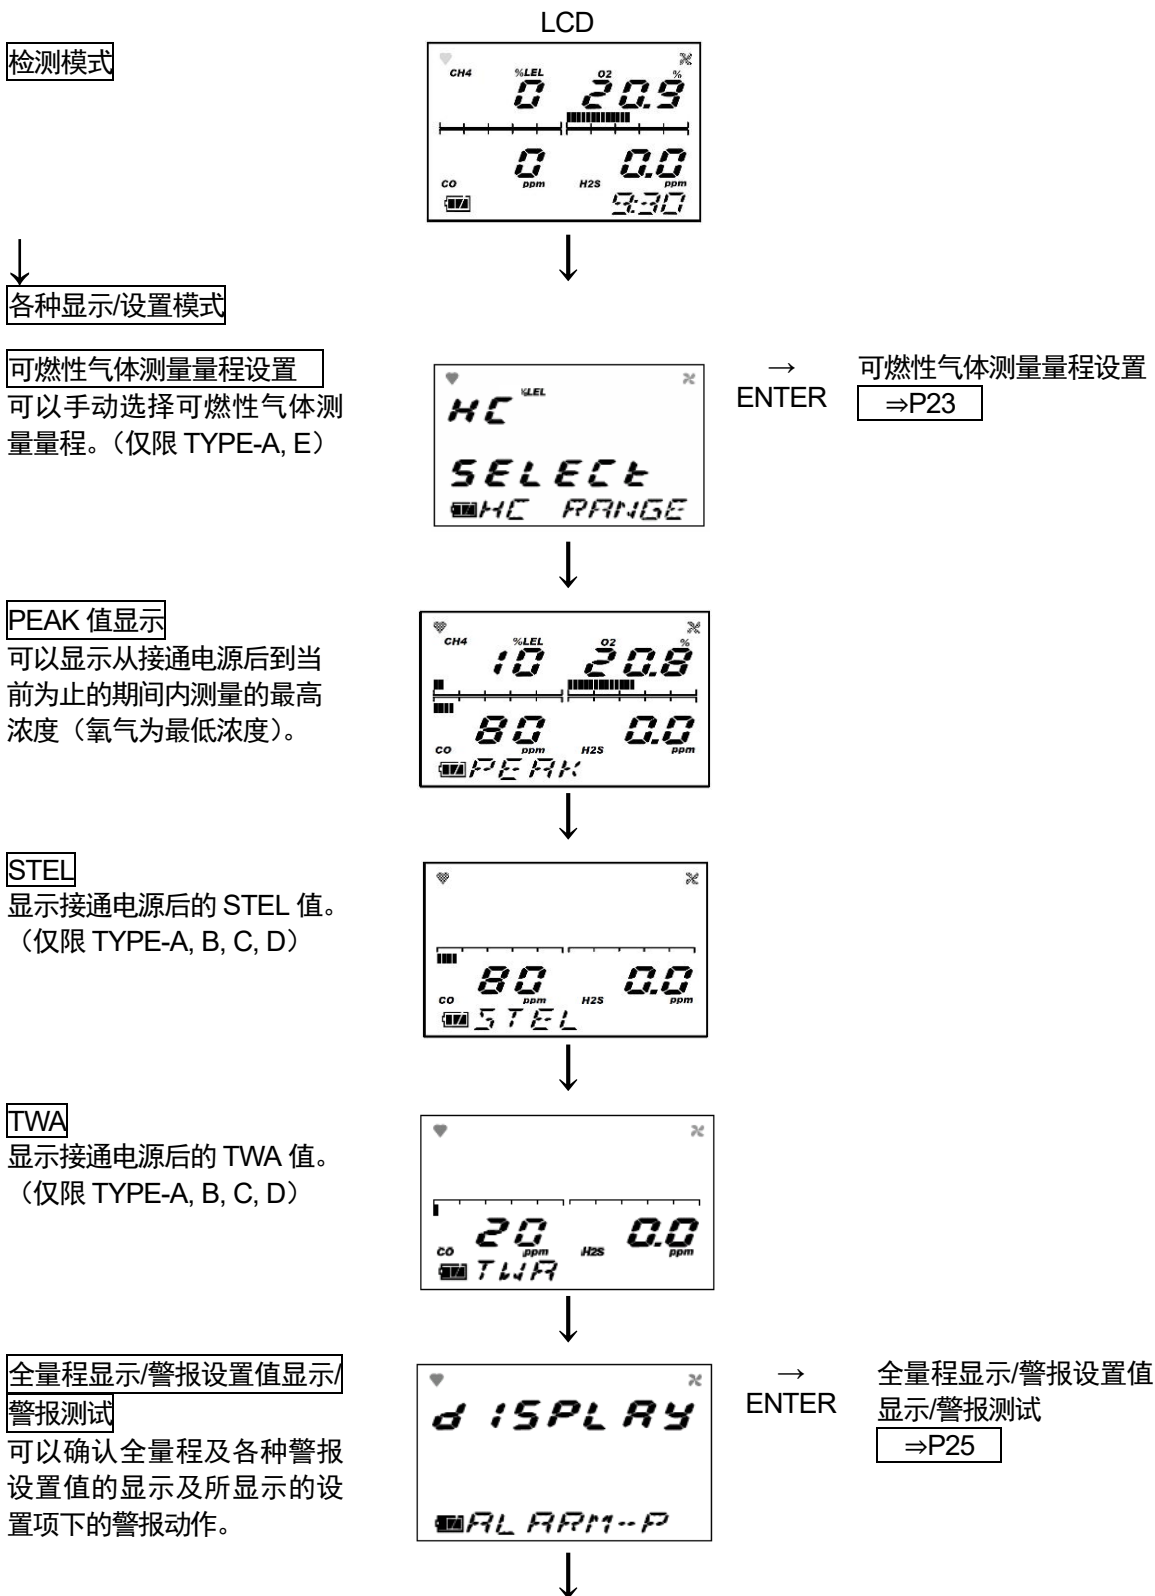 LCD
检测模式
CH4 %LEL O2 %
0 20.9
0 0.0
CO ppm H2S ppm
9:30
↓
↓
各种显示/设置模式
可燃性气体测量量程设置
可以手动选择可燃性气体测
量量程。（仅限 TYPE-A, E）
HC %LEL
SELECt
HC RANGE
→
ENTER
可燃性气体测量量程设置
⇒P23
↓
PEAK 值显示
可以显示从接通电源后到当
前为止的期间内测量的最高
浓度（氧气为最低浓度）。
CH4 %LEL O2 %
10 20.8
80 0.0
CO ppm H2S ppm
PEAK
↓
STEL
显示接通电源后的 STEL 值。
（仅限 TYPE-A, B, C, D）
80 0.0
CO ppm H2S ppm
STEL
↓
TWA
显示接通电源后的 TWA 值。
（仅限 TYPE-A, B, C, D）
20 0.0
CO ppm H2S ppm
TWA
↓
全量程显示/警报设置值显示/
警报测试
可以确认全量程及各种警报
设置值的显示及所显示的设
置项下的警报动作。
dISPLAY
ALARM--P
→
ENTER
全量程显示/警报设置值
显示/警报测试
⇒P25
↓